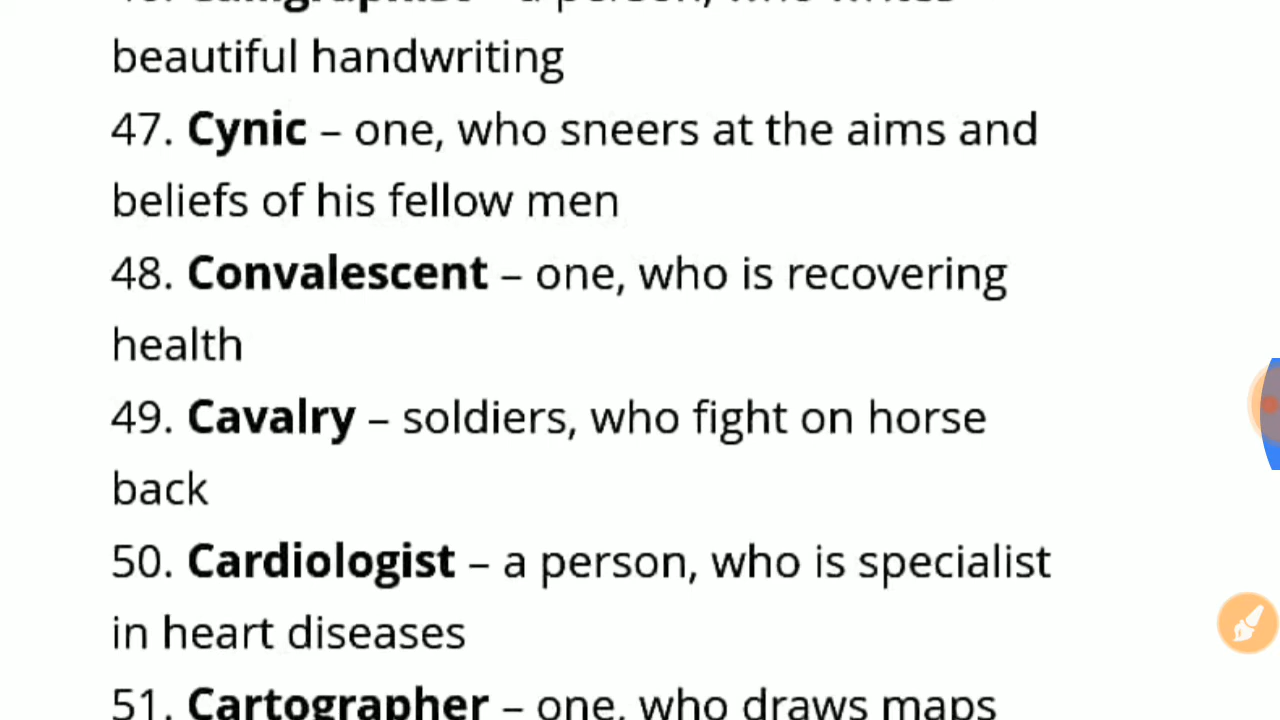 beautiful handwriting
47. Cynic – one, who sneers at the aims and
beliefs of his fellow men
48. Convalescent – one, who is recovering
health
49. Cavalry – soldiers, who fight on horse
back
50. Cardiologist – a person, who is specialist
in heart diseases
51. Cartographer – one, who draws maps